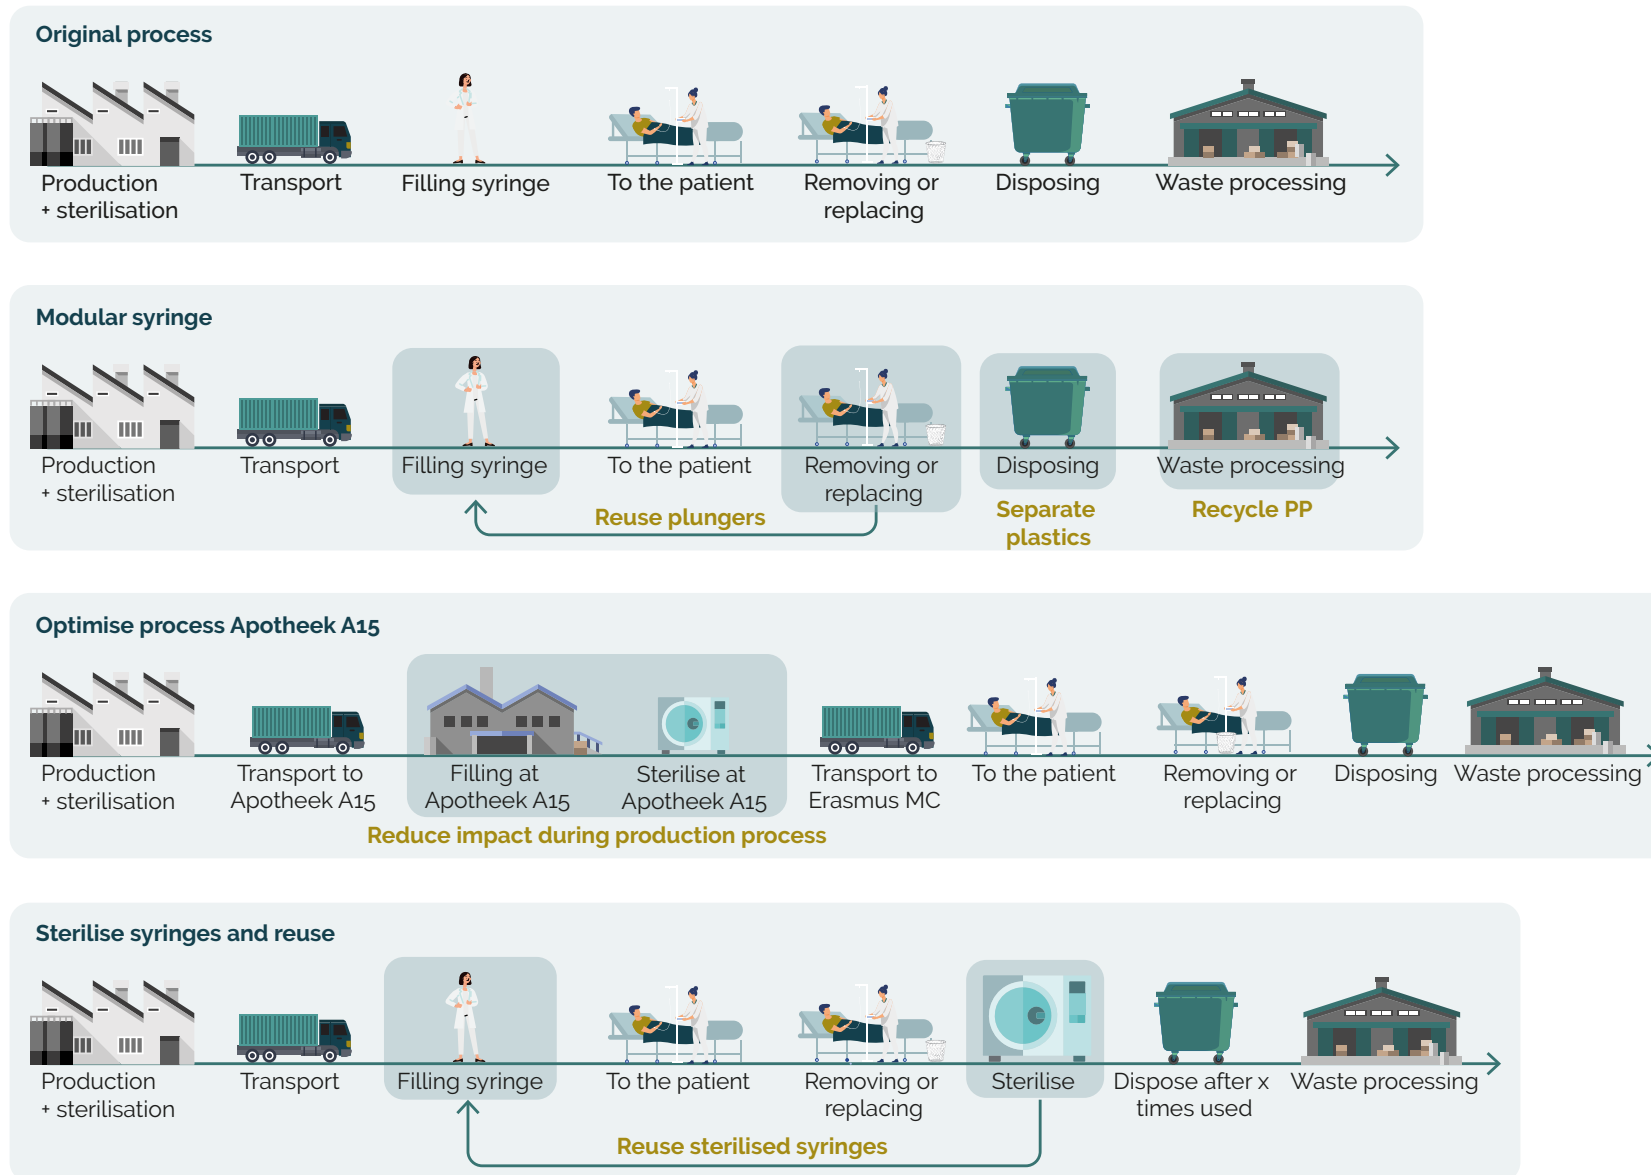 Original process
Production
+ sterilisation
Transport
Filling syringe
To the patient
Removing or
replacing
Disposing
Waste processing
Modular syringe
Production
+ sterilisation
Transport
Filling syringe
To the patient
Removing or
replacing
Disposing
Waste processing
Reuse plungers
Separate
plastics
Recycle PP
Optimise process Apotheek A15
Production
+ sterilisation
Transport to
Apotheek A15
Filling at
Apotheek A15
Sterilise at
Apotheek A15
Transport to
Erasmus MC
To the patient
Removing or
replacing
Disposing
Waste processing
Reduce impact during production process
Sterilise syringes and reuse
Production
+ sterilisation
Transport
Filling syringe
To the patient
Removing or
replacing
Sterilise
Dispose after x
times used
Waste processing
Reuse sterilised syringes